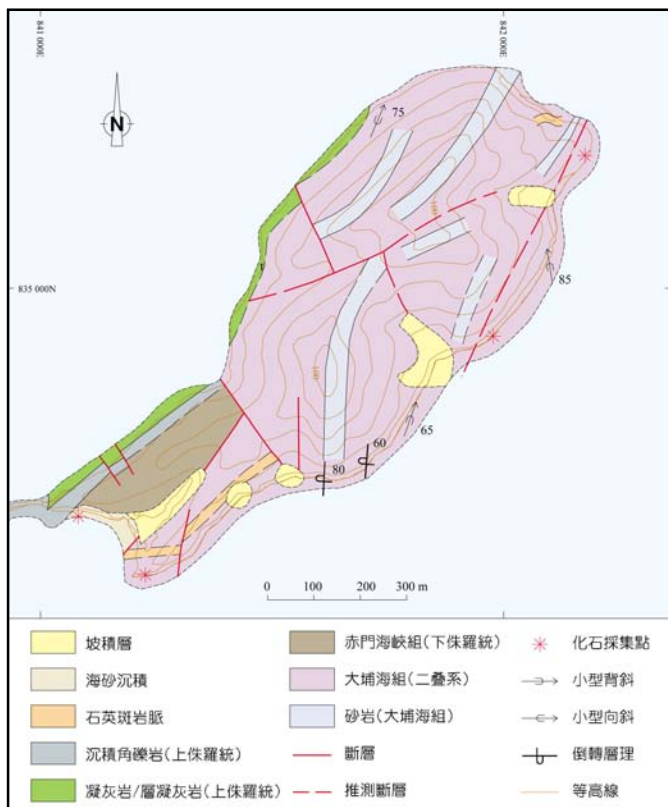 841 000E
842 000E
N
75
100
835 000N
85
100
65
60
80
0 100 200 300 m
坡積層
海砂沉積
石英斑岩脈
沉積角礫岩(上侏羅統)
凝灰岩/層凝灰岩(上侏羅統)
赤門海峽組(下侏羅統)
大埔海組(二疊系)
砂岩(大埔海組)
斷層
推測斷層
化石採集點
小型背斜
小型向斜
倒轉層理
等高線